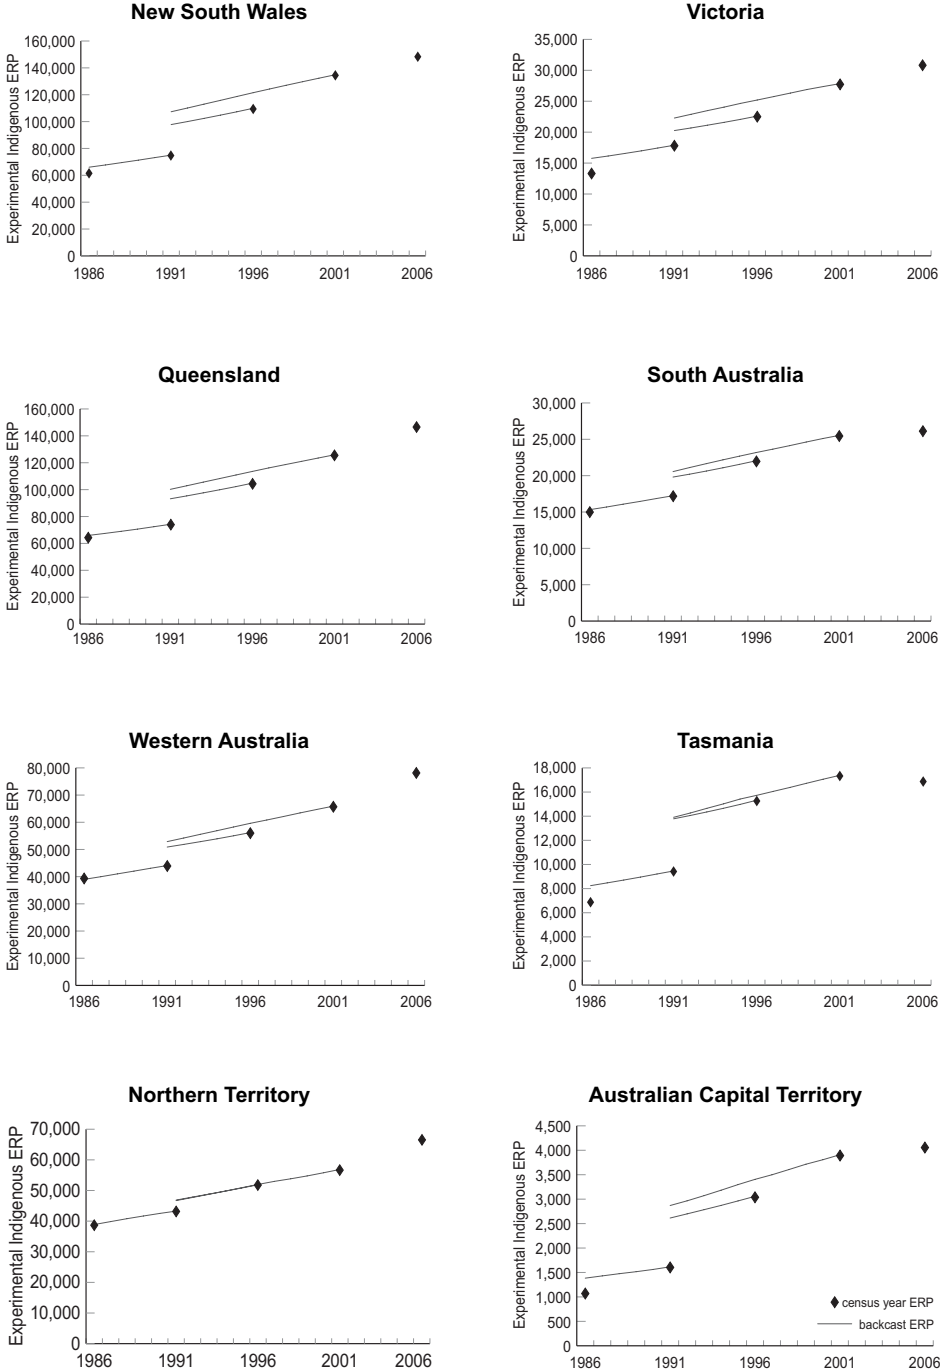 New South Wales
Experimental Indigenous ERP
160,000
140,000
120,000
100,000
80,000
60,000
40,000
20,000
0
1986 1991 1996 2001 2006
Victoria
Experimental Indigenous ERP
35,000
30,000
25,000
20,000
15,000
10,000
5,000
0
1986 1991 1996 2001 2006
Queensland
Experimental Indigenous ERP
160,000
140,000
120,000
100,000
80,000
60,000
40,000
20,000
0
1986 1991 1996 2001 2006
South Australia
Experimental Indigenous ERP
30,000
25,000
20,000
15,000
10,000
5,000
0
1986 1991 1996 2001 2006
Western Australia
Experimental Indigenous ERP
80,000
70,000
60,000
50,000
40,000
30,000
20,000
10,000
0
1986 1991 1996 2001 2006
Tasmania
Experimental Indigenous ERP
18,000
16,000
14,000
12,000
10,000
8,000
6,000
4,000
2,000
0
1986 1991 1996 2001 2006
Northern Territory
Experimental Indigenous ERP
70,000
60,000
50,000
40,000
30,000
20,000
10,000
0
1986 1991 1996 2001 2006
Australian Capital Territory
Experimental Indigenous ERP
4,500
4,000
3,500
3,000
2,500
2,000
1,500
1,000
500
0
1986 1991 1996 2001 2006
census year ERP
backcast ERP